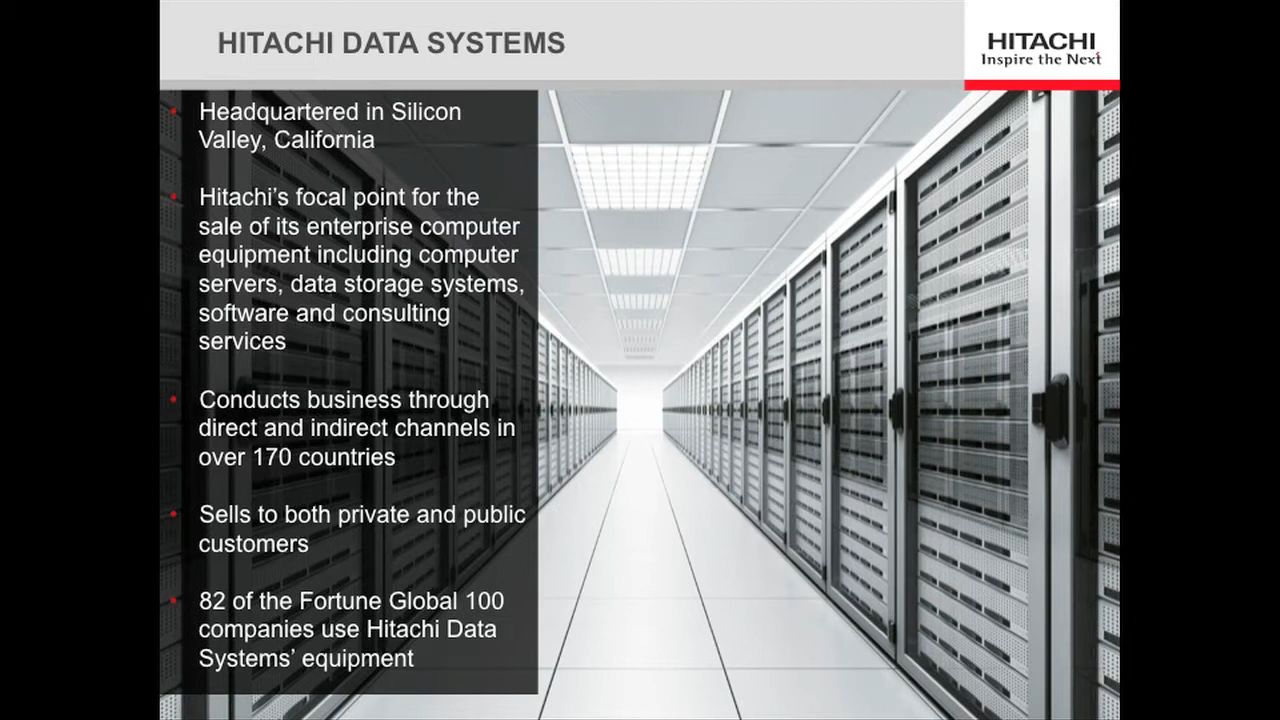 HITACHI DATA SYSTEMS
HITACHI
Inspire the Next
• Headquartered in Silicon
Valley, California
• Hitachi’s focal point for the
sale of its enterprise computer
equipment including computer
servers, data storage systems,
software and consulting
services
• Conducts business through
direct and indirect channels in
over 170 countries
• Sells to both private and public
customers
• 82 of the Fortune Global 100
companies use Hitachi Data
Systems’ equipment